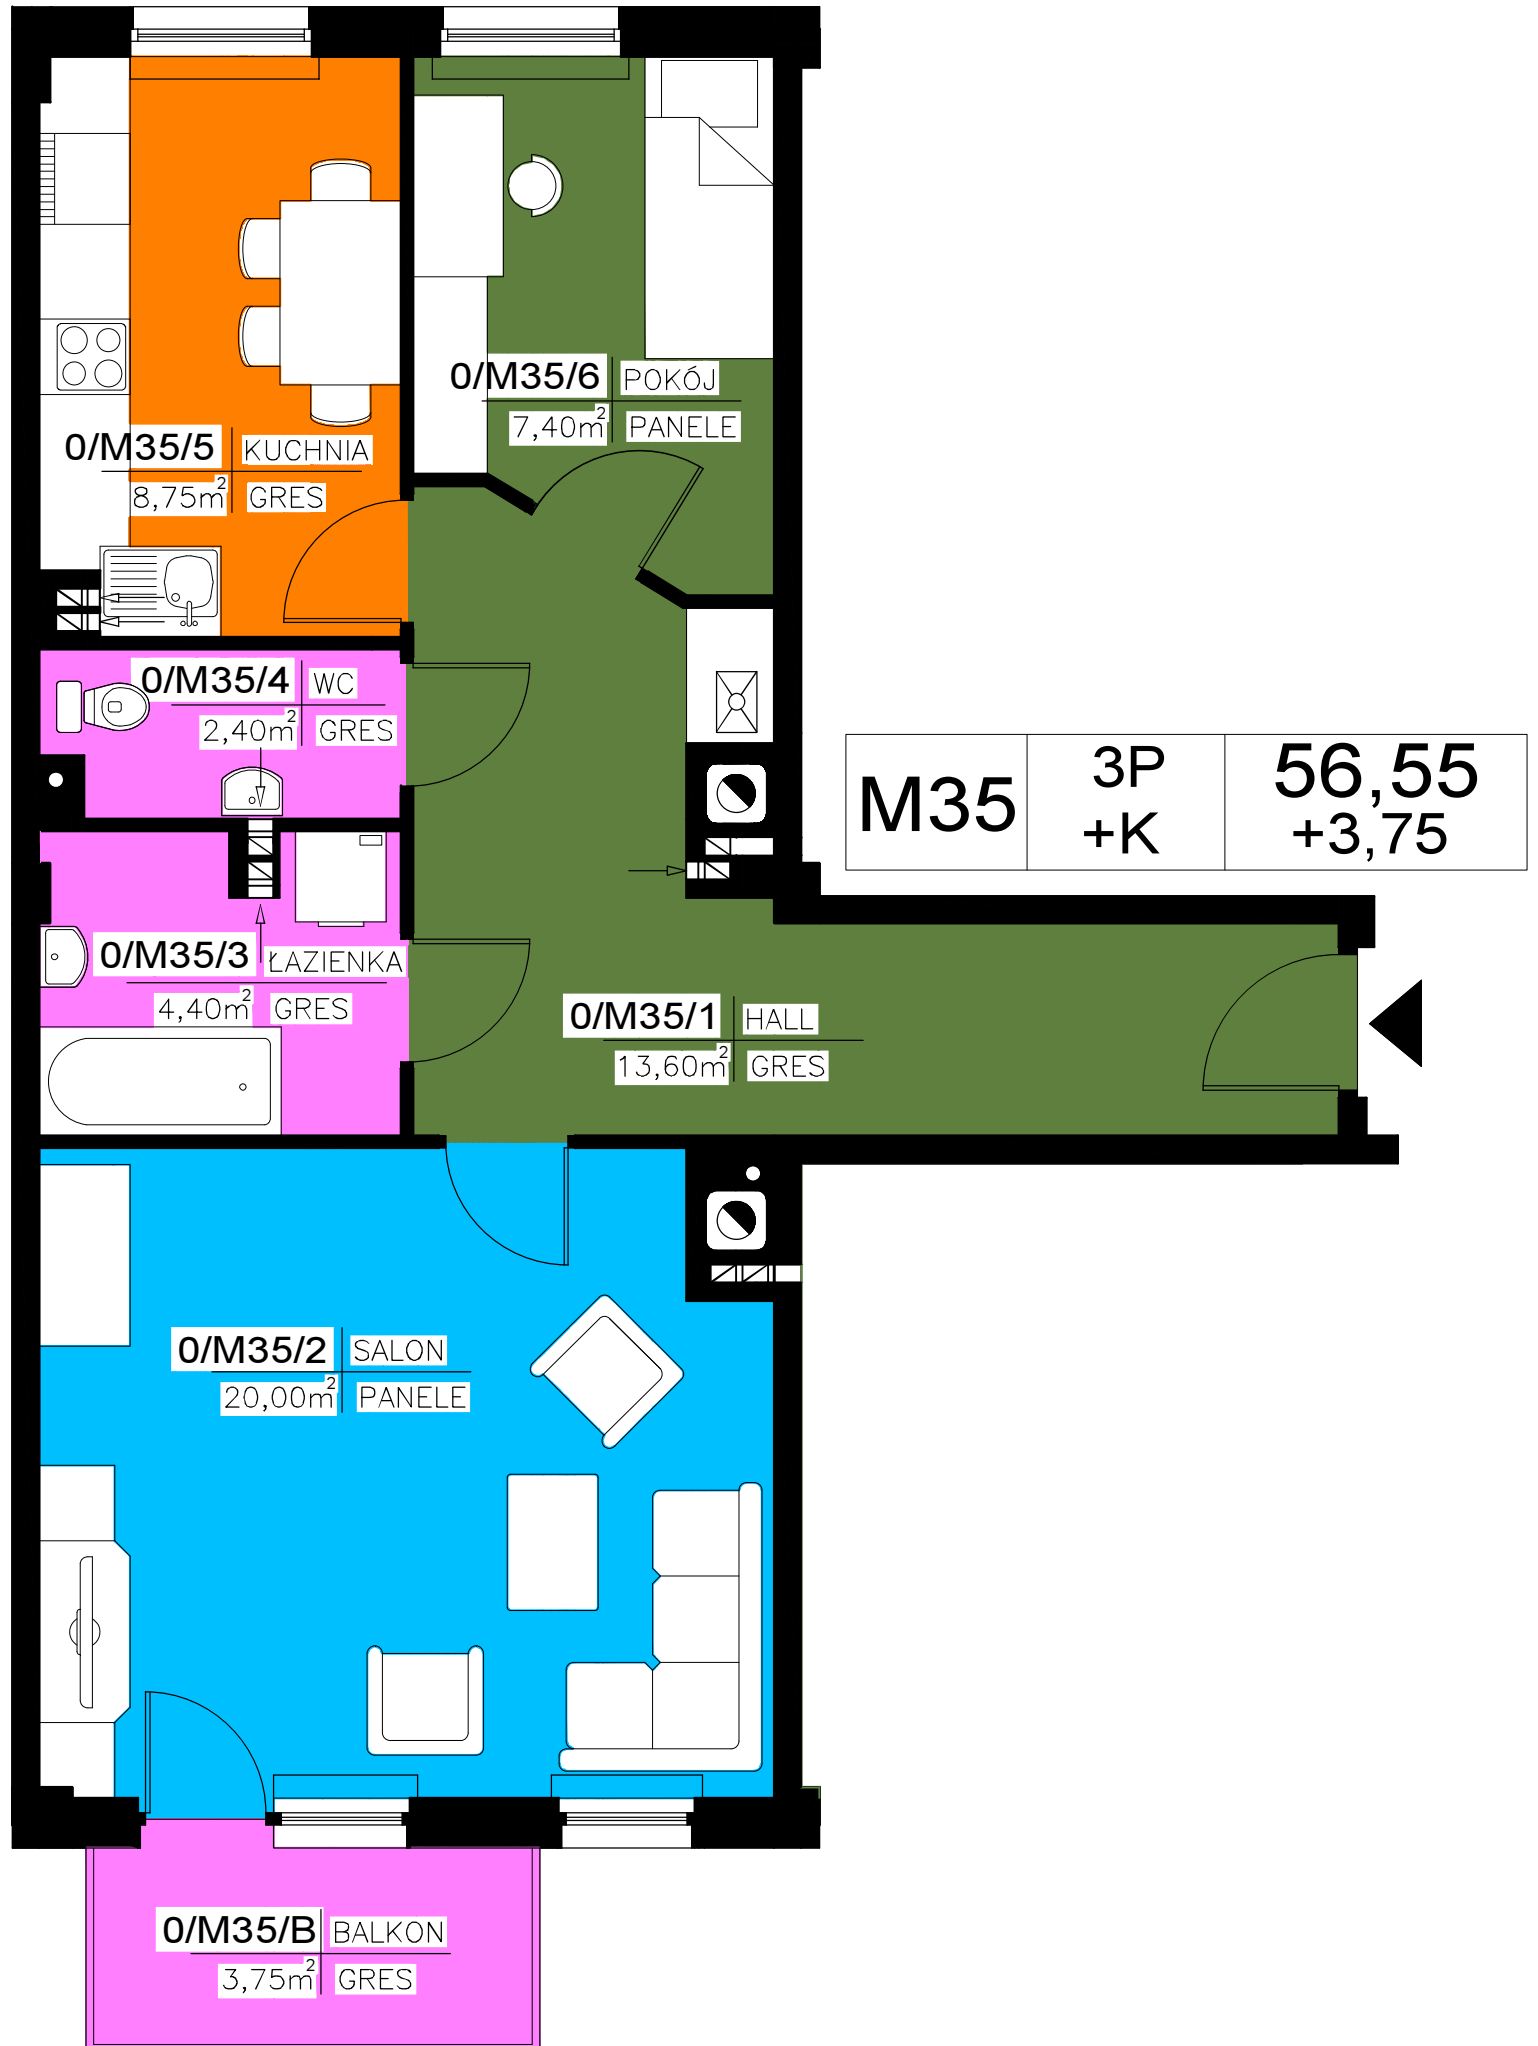 0/M35/6 POKÓJ
7,40m² PANELE
0/M35/5 KUCHNIA
8,75m² GRES
0/M35/4 WC
2,40m² GRES
M35 3P +K 56,55 +3,75
0/M35/3 ŁAZIENKA
4,40m² GRES
0/M35/1 HALL
13,60m² GRES
0/M35/2 SALON
20,00m² PANELE
0/M35/B BALKON
3,75m² GRES